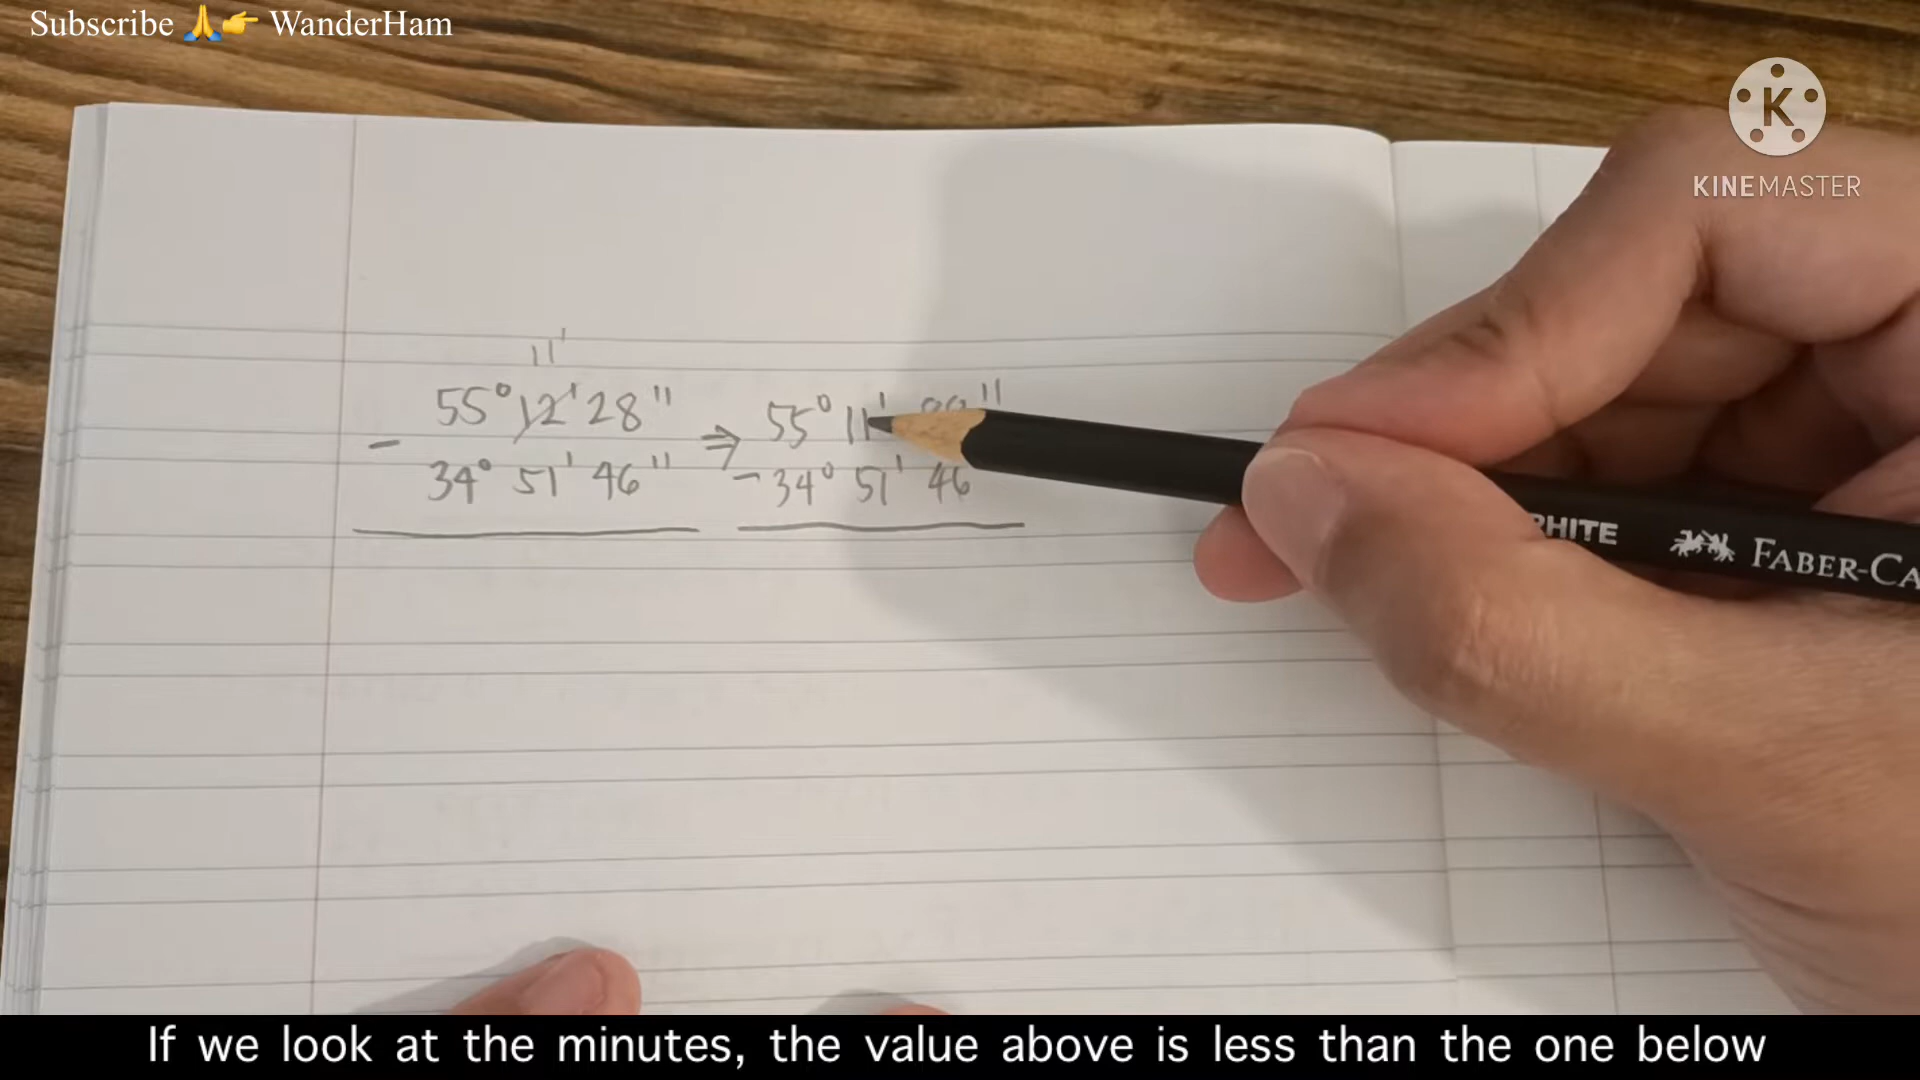 Subscribe 🙏👉 WanderHam
KINEMASTER
11'
55° 12' 28" ⇒ 55° 11' 88"
- 34° 51' 46" - 34° 51' 46
FABER-CA
If we look at the minutes, the value above is less than the one below